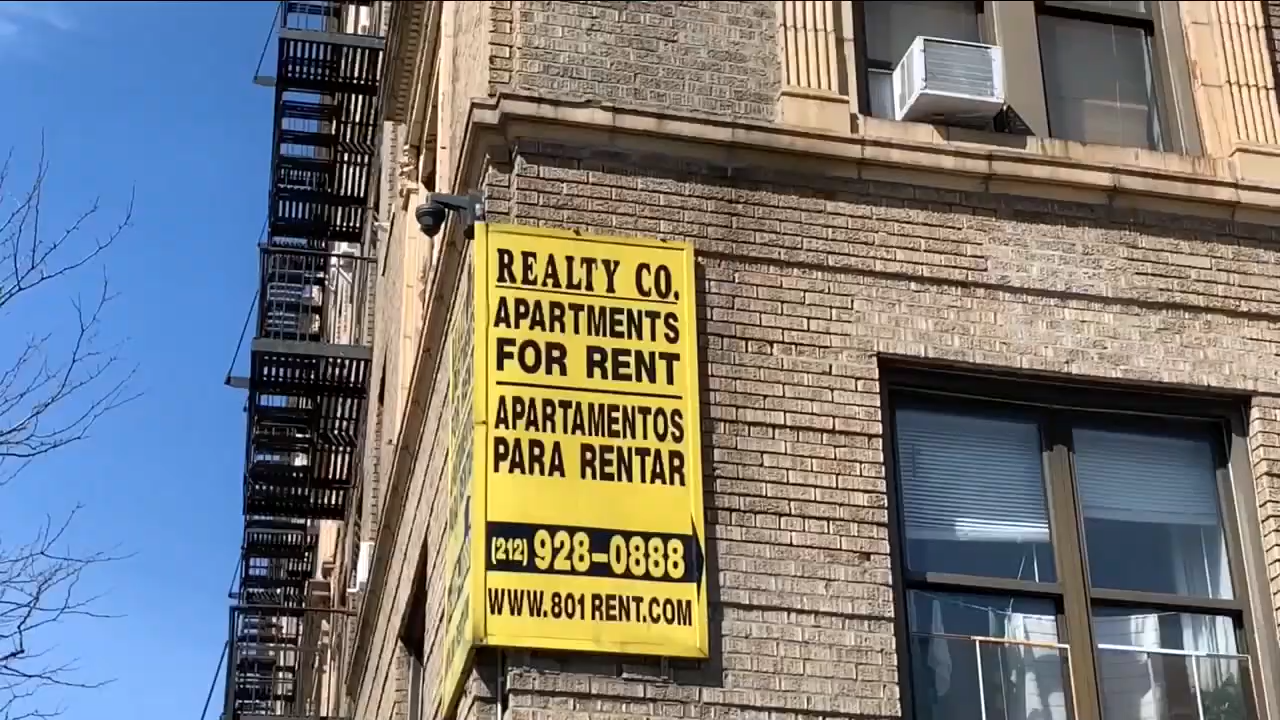 REALTY CO.
APARTMENTS
FOR RENT
APARTAMENTOS
PARA RENTAR
(212) 928-0888
WWW.801RENT.COM